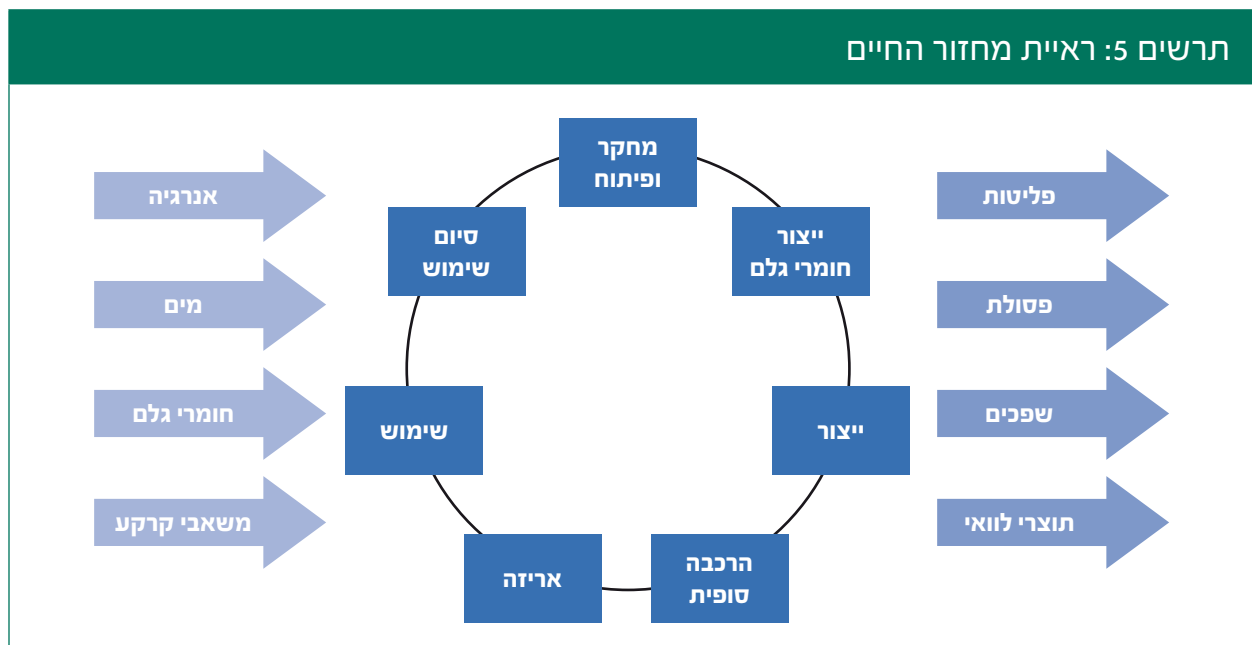 תרשים 5: ראיית מחזור החיים
מחקר
ופיתוח
ייצור
חומרי גלם
ייצור
הרכבה
סופית
אריזה
שימוש
סיום
שימוש
פליטות
פסולת
שפכים
תוצרי לוואי
אנרגיה
מים
חומרי גלם
משאבי קרקע